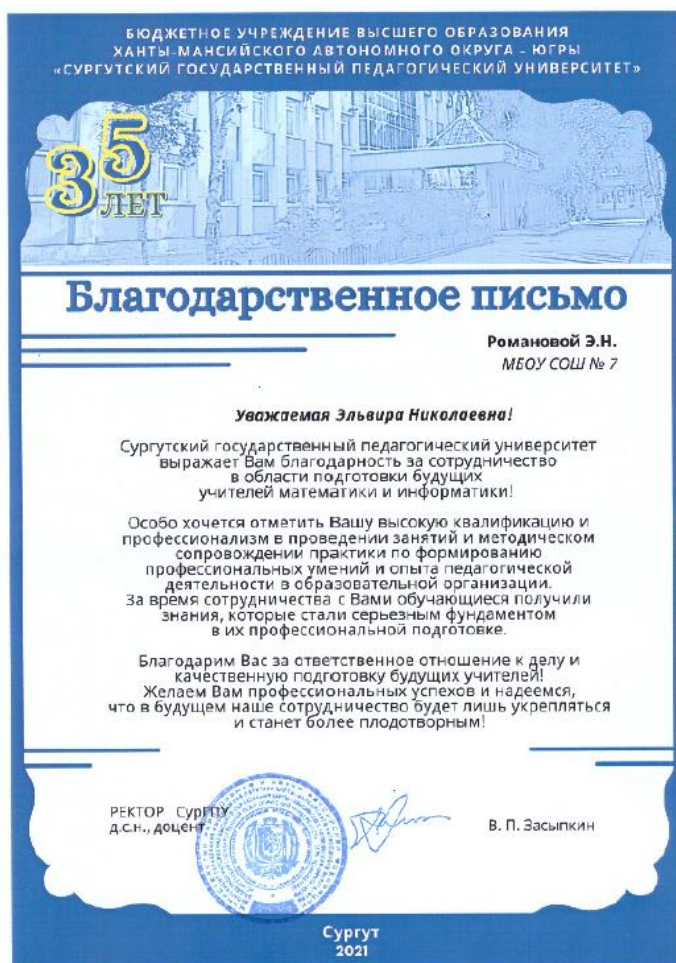 БЮДЖЕТНОЕ УЧРЕЖДЕНИЕ ВЫСШЕГО ОБРАЗОВАНИЯ
ХАНТЫ-МАНСИЙСКОГО АВТОНОМНОГО ОКРУГА - ЮГРЫ
«СУРГУТСКИЙ ГОСУДАРСТВЕННЫЙ ПЕДАГОГИЧЕСКИЙ УНИВЕРСИТЕТ»
35
ЛЕТ
Благодарственное письмо
Романовой Э.Н.
МБОУ СОШ № 7
Уважаемая Эльвира Николаевна!
Сургутский государственный педагогический университет
выражает Вам благодарность за сотрудничество
в области подготовки будущих
учителей математики и информатики!
Особо хочется отметить Вашу высокую квалификацию и
профессионализм в проведении занятий и методическом
сопровождении практики по формированию
профессиональных умений и опыта педагогической
деятельности в образовательной организации.
За время сотрудничества с Вами обучающиеся получили
знания, которые стали серьезным фундаментом
в их профессиональной подготовке.
Благодарим Вас за ответственное отношение к делу и
качественную подготовку будущих учителей!
Желаем Вам профессиональных успехов и надеемся,
что в будущем наше сотрудничество будет лишь укрепляться
и станет более плодотворным!
РЕКТОР СурГПУ
д.с.н., доцент
В. П. Засыпкин
Сургут
2021